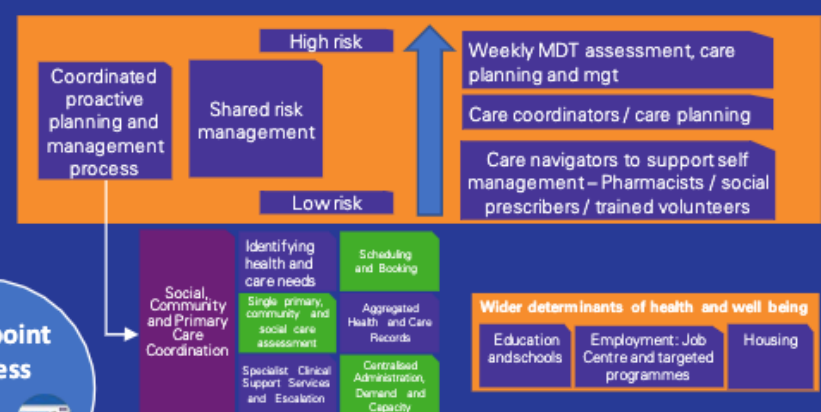 High risk
Coordinated
proactive
planning and
management
process
Shared risk
management
Low risk
Weekly MDT assessment, care
planning and mgt
Care coordinators / care planning
Care navigators to support self
management – Pharmacists / social
prescribers / trained volunteers
Social,
Community
and Primary
Care
Coordination
Identifying
health and
care needs
Scheduling
and Booking
Single primary,
community and
social care
assessment
Aggregated
Health and Care
Records
Specialist Clinical
Support Services
and Escalation
Centralised
Administration,
Demand and
Capacity
Wider determinants of health and well being
Education
andschools
Employment: Job
Centre and targeted
programmes
Housing